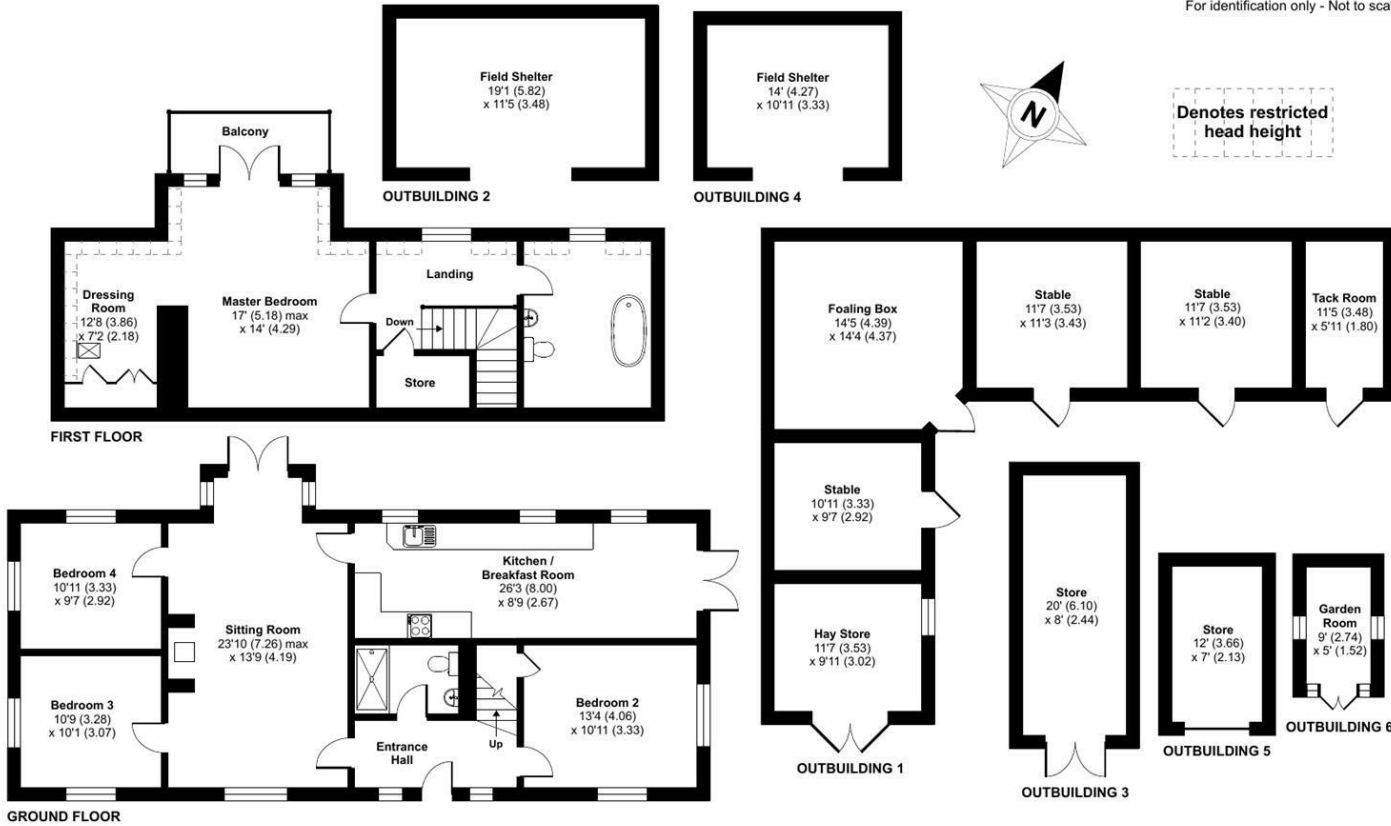 For identification only - Not to sca
Field Shelter
19'1 (5.82)
x 11'5 (3.48)
OUTBUILDING 2
Field Shelter
14' (4.27)
x 10'11 (3.33)
OUTBUILDING 4
N
Denotes restricted
head height
Balcony
Dressing
Room
12'8 (3.86)
x 7'2 (2.18)
Master Bedroom
17' (5.18) max
x 14' (4.29)
Landing
Down
Store
FIRST FLOOR
Foaling Box
14'5 (4.39)
x 14'4 (4.37)
Stable
11'7 (3.53)
x 11'3 (3.43)
Stable
11'7 (3.53)
x 11'2 (3.40)
Tack Room
11'5 (3.48)
x 5'11 (1.80)
Stable
10'11 (3.33)
x 9'7 (2.92)
Hay Store
11'7 (3.53)
x 9'11 (3.02)
OUTBUILDING 1
Store
20' (6.10)
x 8' (2.44)
OUTBUILDING 3
Store
12' (3.66)
x 7' (2.13)
OUTBUILDING 5
Garden
Room
9' (2.74)
x 5' (1.52)
OUTBUILDING 6
Bedroom 4
10'11 (3.33)
x 9'7 (2.92)
Sitting Room
23'10 (7.26) max
x 13'9 (4.19)
Kitchen /
Breakfast Room
26'3 (8.00)
x 8'9 (2.67)
Bedroom 3
10'9 (3.28)
x 10'1 (3.07)
Entrance
Hall
Up
Bedroom 2
13'4 (4.06)
x 10'11 (3.33)
GROUND FLOOR